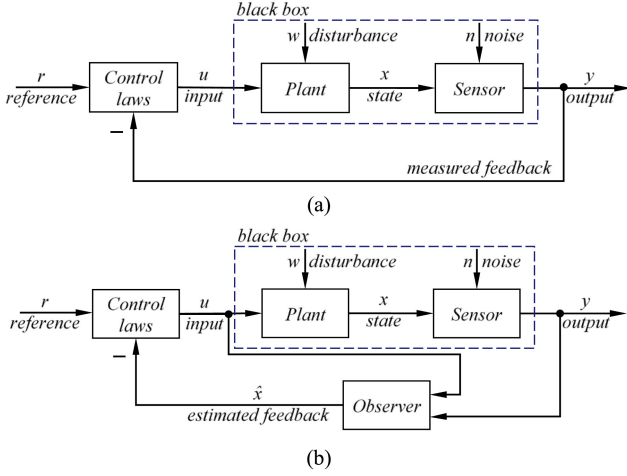 black box
w disturbance
n noise
r
reference
Control
laws
u
input
Plant
x
state
Sensor
y
output
–
measured feedback
(a)
black box
w disturbance
n noise
r
reference
Control
laws
u
input
Plant
x
state
Sensor
y
output
–
x̂
estimated feedback
Observer
(b)